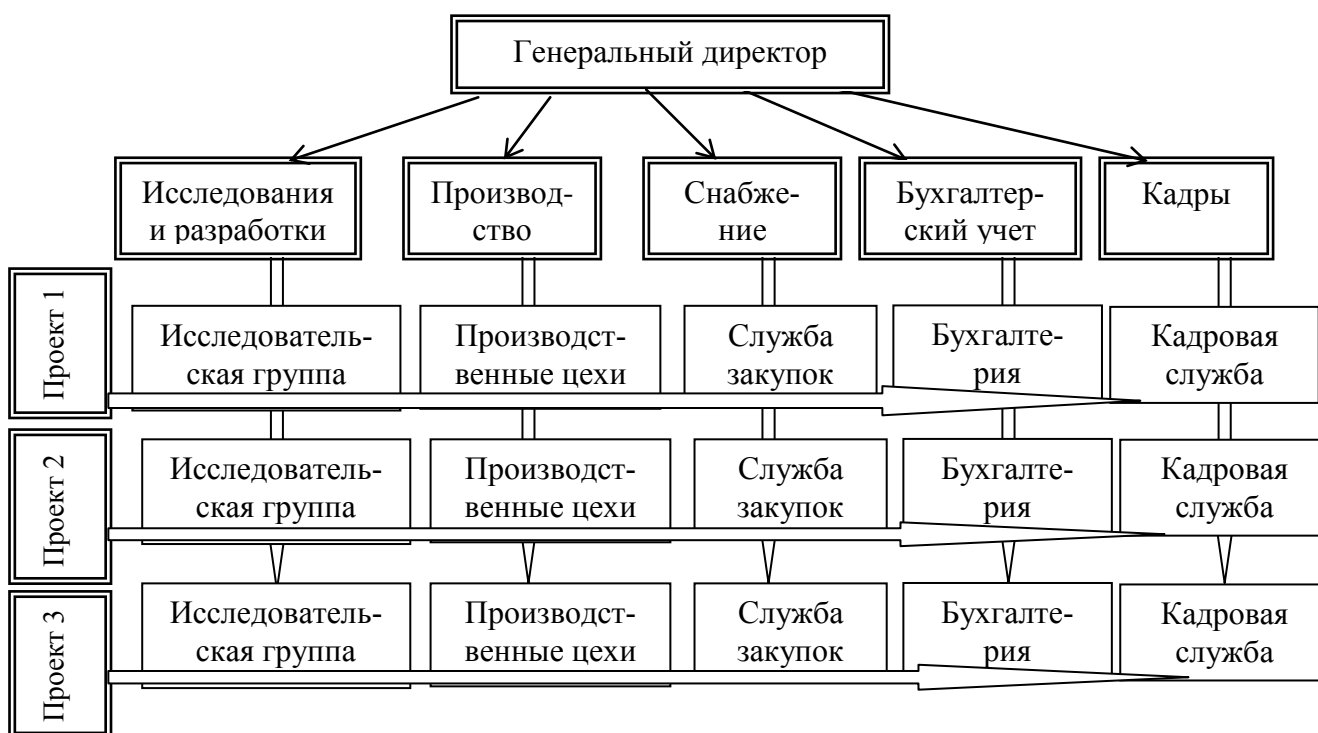 Генеральный директор
Исследования
и разработки
Производ-
ство
Снабже-
ние
Бухгалтер-
ский учет
Кадры
Проект 1
Исследователь-
ская группа
Производст-
венные цехи
Служба
закупок
Бухгалте-
рия
Кадровая
служба
Проект 2
Исследователь-
ская группа
Производст-
венные цехи
Служба
закупок
Бухгалте-
рия
Кадровая
служба
Проект 3
Исследователь-
ская группа
Производст-
венные цехи
Служба
закупок
Бухгалте-
рия
Кадровая
служба